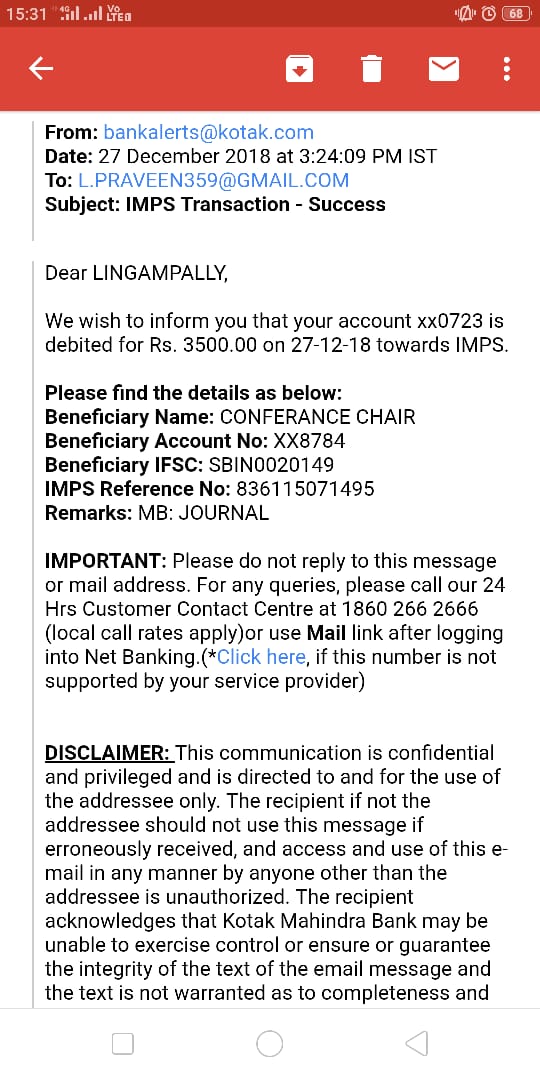 15:31 4G Vo LTE 68
From: bankalerts@kotak.com
Date: 27 December 2018 at 3:24:09 PM IST
To: L.PRAVEEN359@GMAIL.COM
Subject: IMPS Transaction - Success
Dear LINGAMPALLY,
We wish to inform you that your account xx0723 is
debited for Rs. 3500.00 on 27-12-18 towards IMPS.
Please find the details as below:
Beneficiary Name: CONFERANCE CHAIR
Beneficiary Account No: XX8784
Beneficiary IFSC: SBIN0020149
IMPS Reference No: 836115071495
Remarks: MB: JOURNAL
IMPORTANT: Please do not reply to this message
or mail address. For any queries, please call our 24
Hrs Customer Contact Centre at 1860 266 2666
(local call rates apply)or use Mail link after logging
into Net Banking.(*Click here, if this number is not
supported by your service provider)
DISCLAIMER: This communication is confidential
and privileged and is directed to and for the use of
the addressee only. The recipient if not the
addressee should not use this message if
erroneously received, and access and use of this e-
mail in any manner by anyone other than the
addressee is unauthorized. The recipient
acknowledges that Kotak Mahindra Bank may be
unable to exercise control or ensure or guarantee
the integrity of the text of the email message and
the text is not warranted as to completeness and